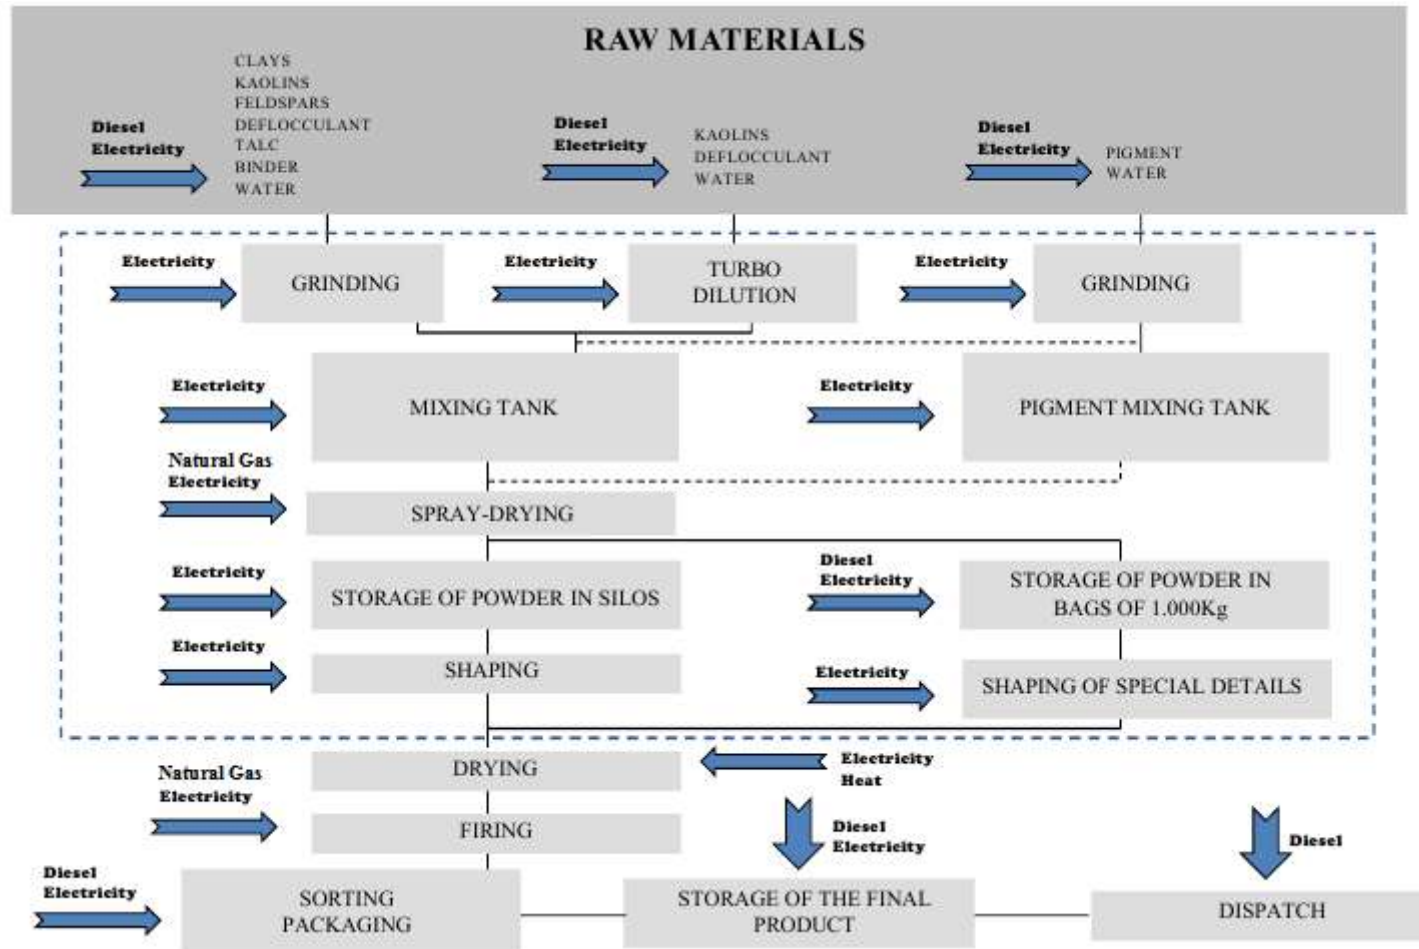 RAW MATERIALS
CLAYS
KAOLINS
FELDSPARS
DEFLOCCULANT
TALC
BINDER
WATER
Diesel
Electricity
Diesel
Electricity
KAOLINS
DEFLOCCULANT
WATER
Diesel
Electricity
PIGMENT
WATER
Electricity
GRINDING
Electricity
TURBO
DILUTION
Electricity
GRINDING
Electricity
MIXING TANK
Electricity
PIGMENT MIXING TANK
Natural Gas
Electricity
SPRAY-DRYING
Electricity
STORAGE OF POWDER IN SILOS
Diesel
Electricity
STORAGE OF POWDER IN
BAGS OF 1.000Kg
Electricity
SHAPING
Electricity
SHAPING OF SPECIAL DETAILS
DRYING
Electricity
Heat
Natural Gas
Electricity
FIRING
Diesel
Electricity
Diesel
Diesel
Electricity
SORTING
PACKAGING
STORAGE OF THE FINAL
PRODUCT
DISPATCH